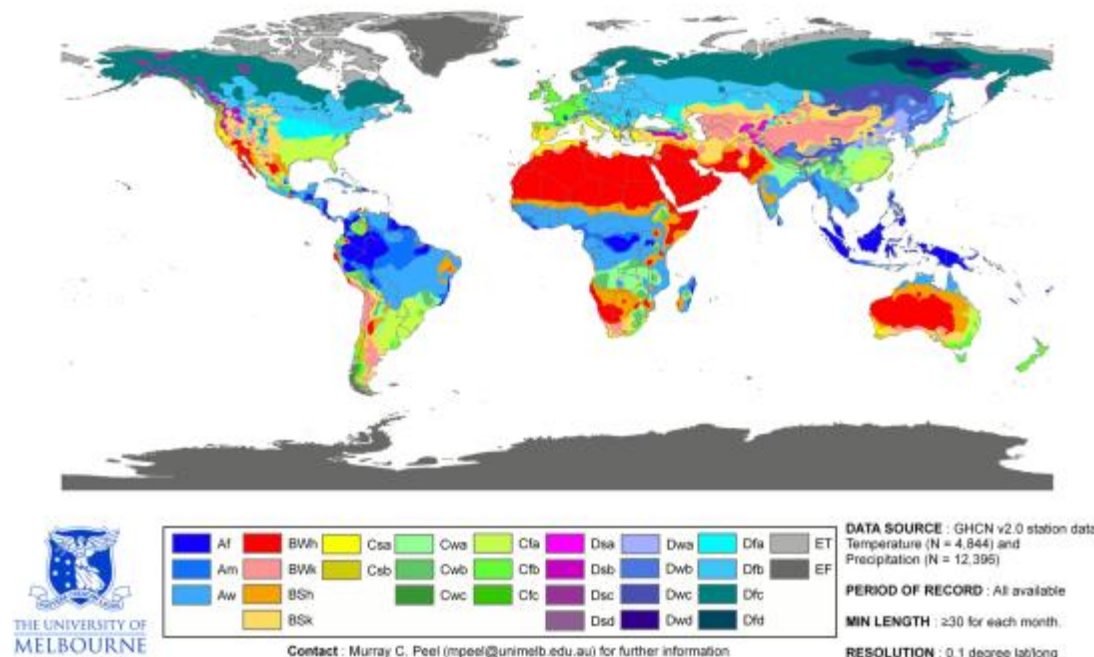 Af
BWh
Csa
Cwa
Cfa
Dsa
Dwa
Dfa
ET
Am
BWk
Csb
Cwb
Cfb
Dsb
Dwb
Dfb
EF
Aw
BSh
Cwc
Cfc
Dsc
Dwc
Dfc
BSk
Dsd
Dwd
Dfd
THE UNIVERSITY OF
MELBOURNE
Contact : Murray C. Peel (mpeel@unimelb.edu.au) for further information
DATA SOURCE : GHCN v2.0 station data
Temperature (N = 4,844) and
Precipitation (N = 12,396)
PERIOD OF RECORD : All available
MIN LENGTH : ≥30 for each month.
RESOLUTION : 0.1 degree lat/long